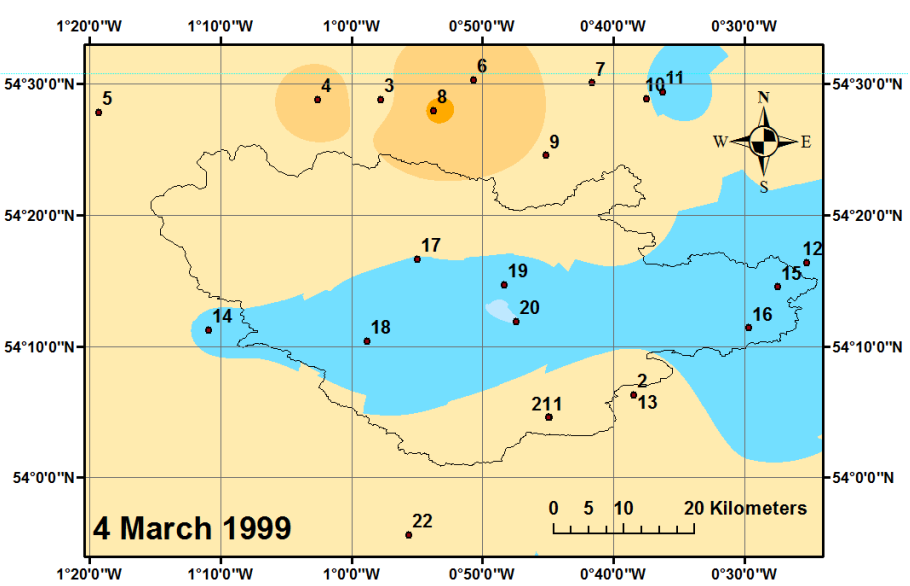 1°20'0"W 1°10'0"W 1°0'0"W 0°50'0"W 0°40'0"W 0°30'0"W
6
7
54°30'0"N 5 4 3 8 10 11 54°30'0"N
N
9
W E
S
54°20'0"N 54°20'0"N
17 12
19 15
14 18 20 16
54°10'0"N 54°10'0"N
2
211 13
54°0'0"N 54°0'0"N
0 5 10 20 Kilometers
4 March 1999 22
1°20'0"W 1°10'0"W 1°0'0"W 0°50'0"W 0°40'0"W 0°30'0"W